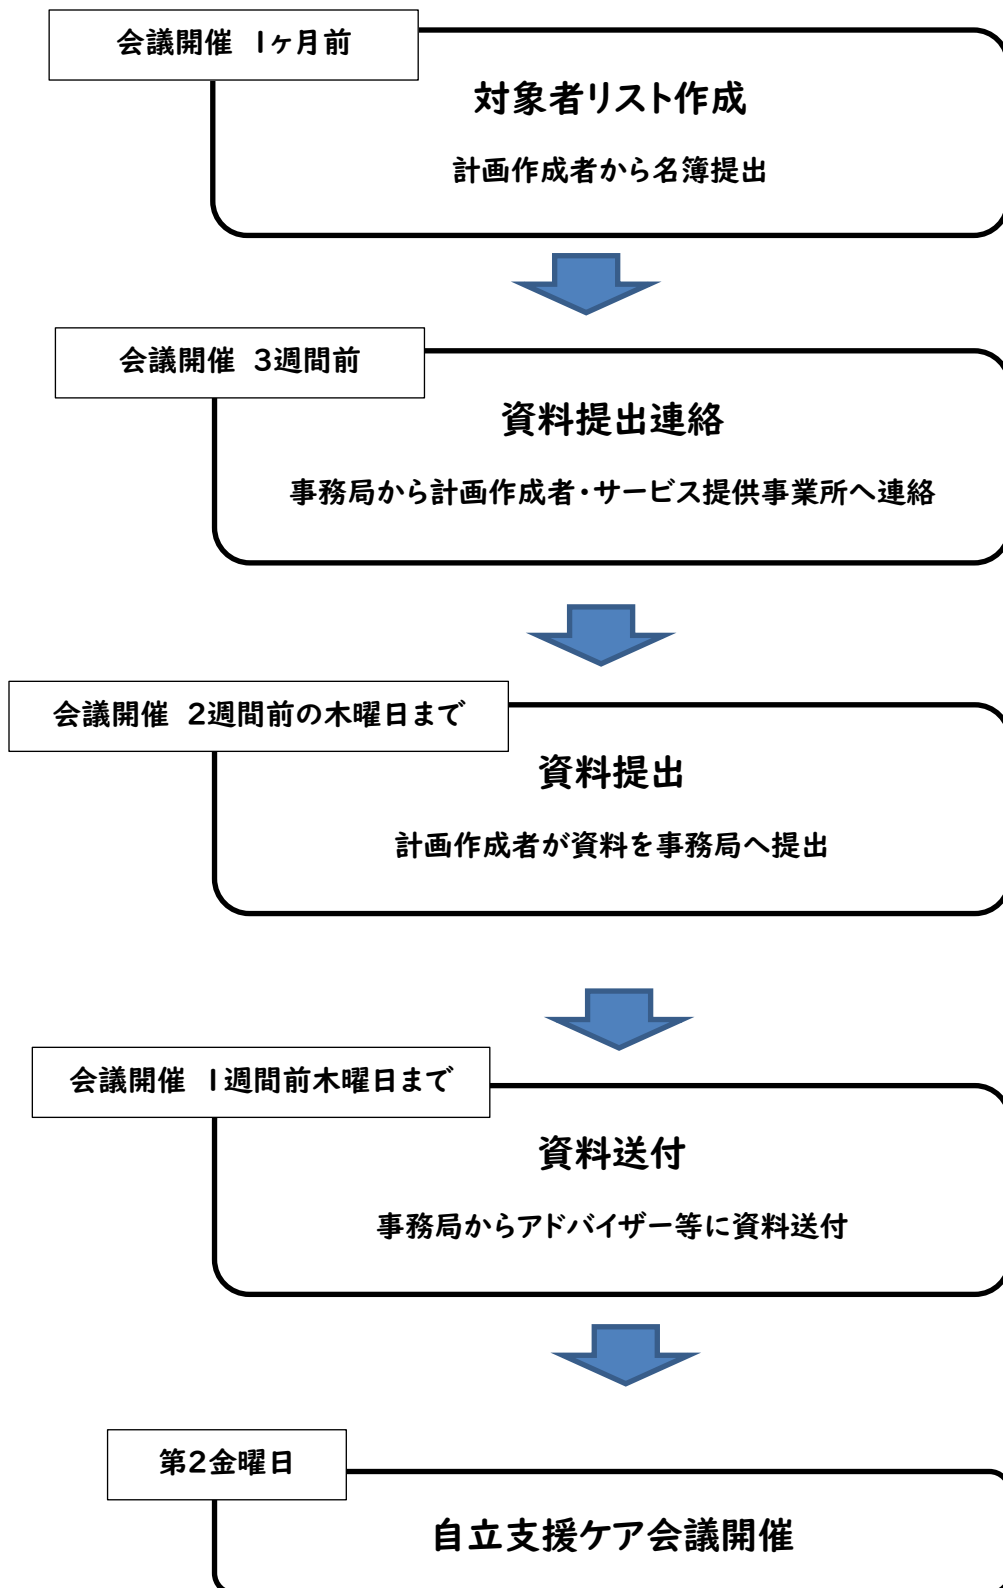 会議開催 1ヶ月前
対象者リスト作成
計画作成者から名簿提出
会議開催 3週間前
資料提出連絡
事務局から計画作成者・サービス提供事業所へ連絡
会議開催 2週間前の木曜日まで
資料提出
計画作成者が資料を事務局へ提出
会議開催 1週間前木曜日まで
資料送付
事務局からアドバイザー等に資料送付
第2金曜日
自立支援ケア会議開催